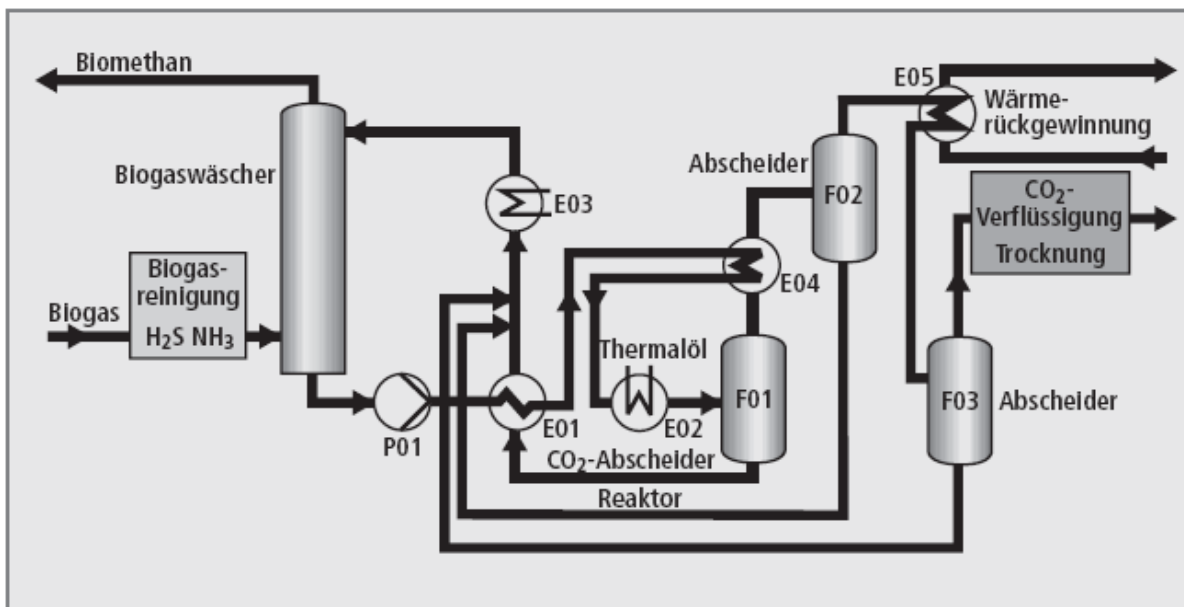 Biomethan
Biogaswäscher
Biogas
Biogas-
reinigung
H₂S NH₃
P01
E01
E03
Thermalöl
E02
CO₂-Abscheider
Reaktor
F01
E04
Abscheider
F02
E05
Wärme-
rückgewinnung
CO₂-
Verflüssigung
Trocknung
F03
Abscheider